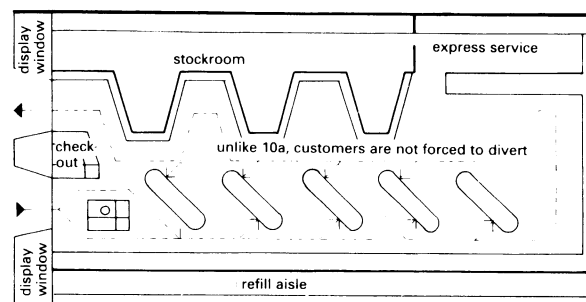 display
window
stockroom
express service
check
out
unlike 10a, customers are not forced to divert
display
window
refill aisle